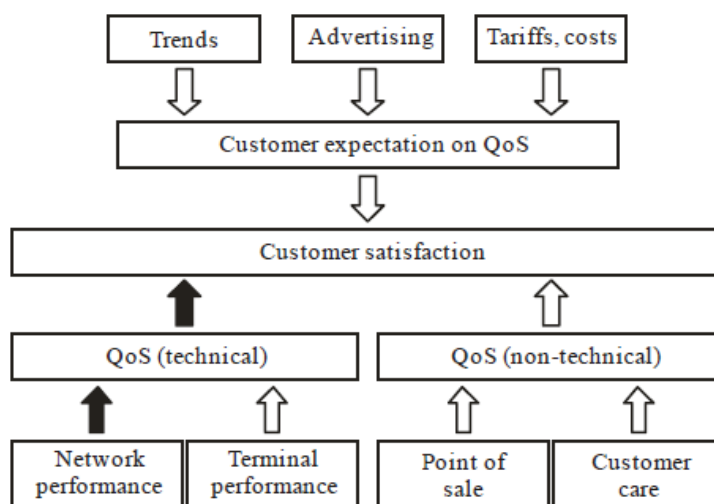 Trends
Advertising
Tariffs, costs
Customer expectation on QoS
Customer satisfaction
QoS (technical)
QoS (non-technical)
Network
performance
Terminal
performance
Point of
sale
Customer
care